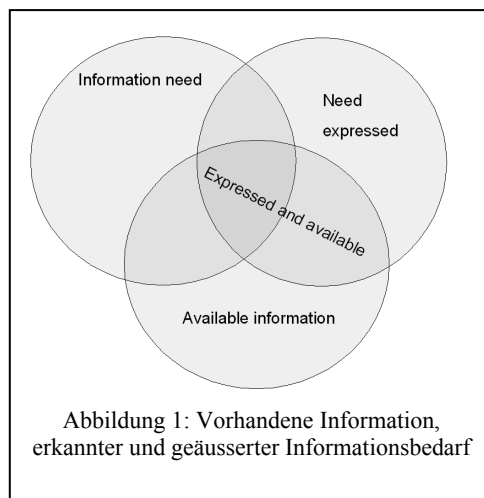 Information need
Need
expressed
Expressed and available
Available information
Abbildung 1: Vorhandene Information,
erkannter und geäusserter Informationsbedarf